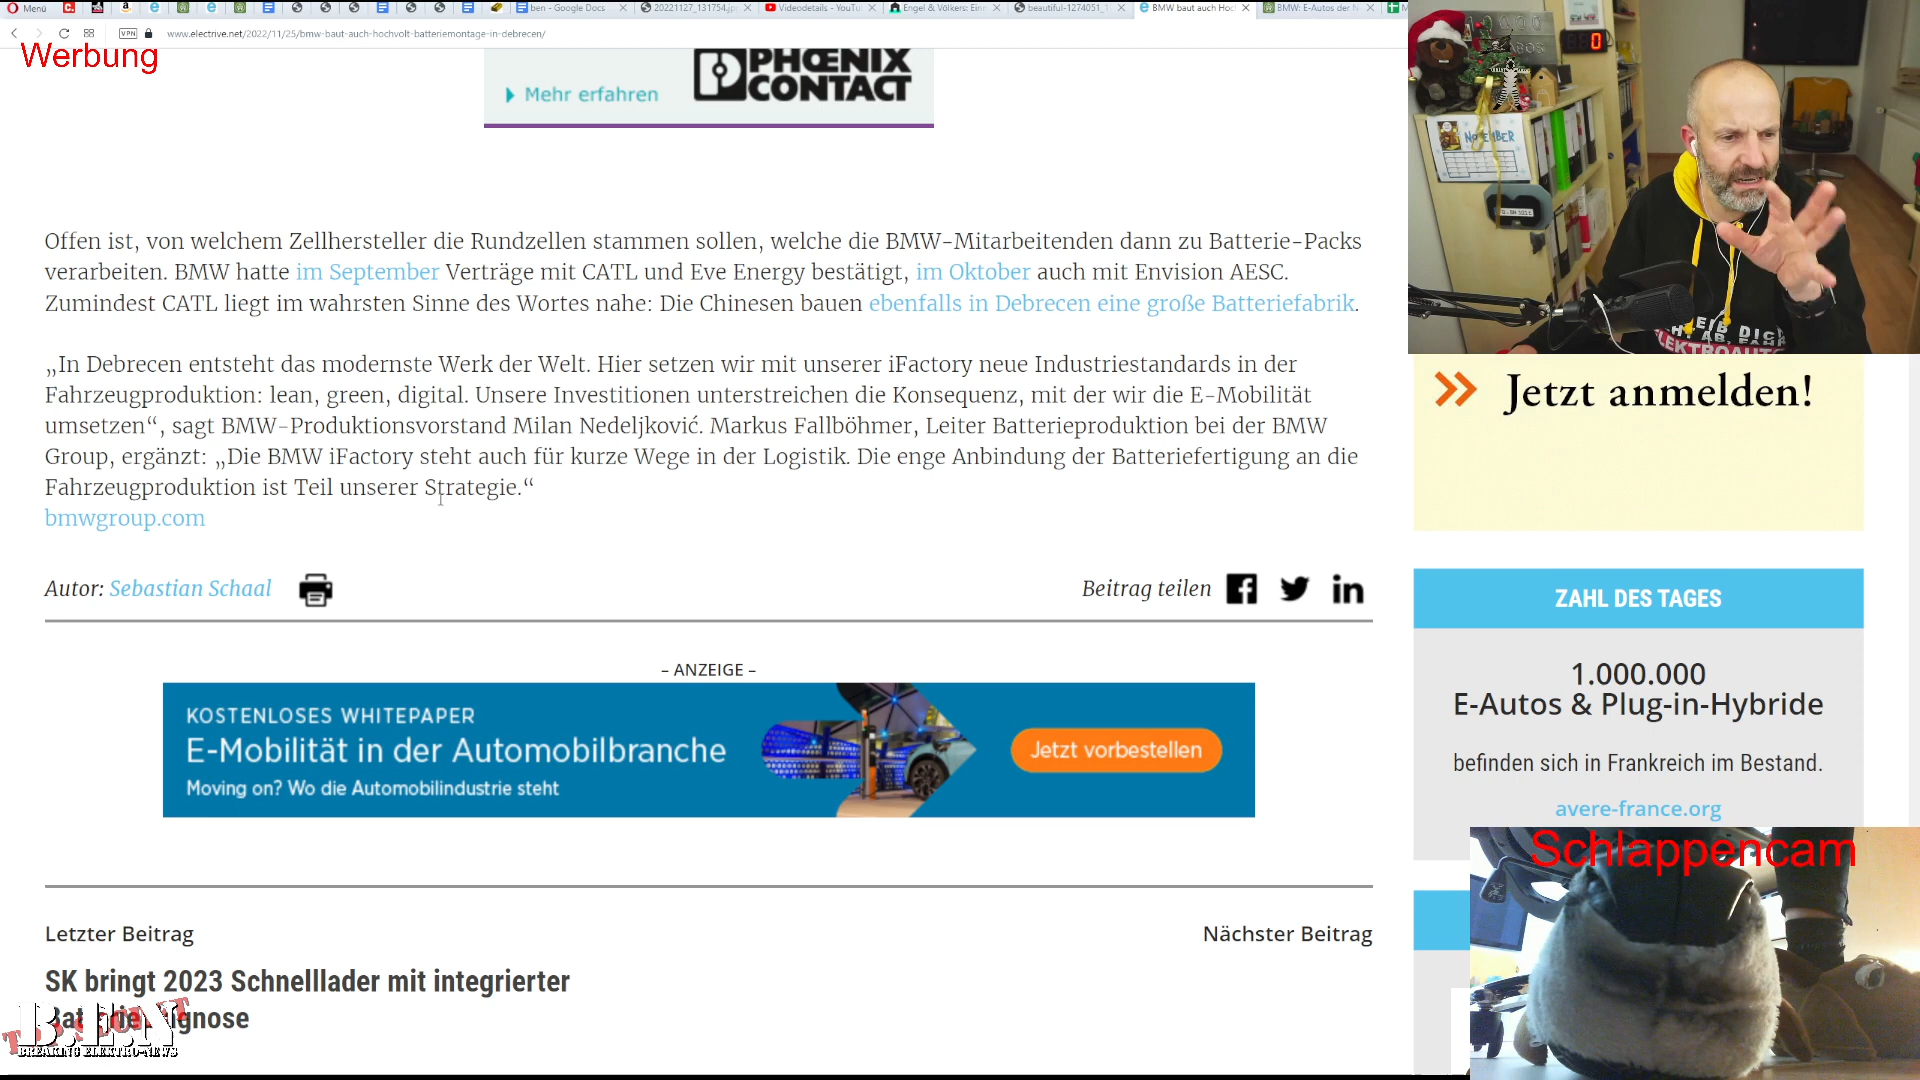 Menü
ben - Google Docs
20221127_131754.jp
Videodetails - YouTu
Engel & Völkers: Ein
beautiful-1274051_1
BMW baut auch Hoc
BMW: E-Autos der N
VPN
www.electrive.net/2022/11/25/bmw-baut-auch-hochvolt-batteriemontage-in-debrecen/
Werbung
Mehr erfahren
PHŒNIX
CONTACT
Offen ist, von welchem Zellhersteller die Rundzellen stammen sollen, welche die BMW-Mitarbeitenden dann zu Batterie-Packs
verarbeiten. BMW hatte im September Verträge mit CATL und Eve Energy bestätigt, im Oktober auch mit Envision AESC.
Zumindest CATL liegt im wahrsten Sinne des Wortes nahe: Die Chinesen bauen ebenfalls in Debrecen eine große Batteriefabrik.
„In Debrecen entsteht das modernste Werk der Welt. Hier setzen wir mit unserer iFactory neue Industriestandards in der
Fahrzeugproduktion: lean, green, digital. Unsere Investitionen unterstreichen die Konsequenz, mit der wir die E-Mobilität
umsetzen“, sagt BMW-Produktionsvorstand Milan Nedeljković. Markus Fallböhmer, Leiter Batterieproduktion bei der BMW
Group, ergänzt: „Die BMW iFactory steht auch für kurze Wege in der Logistik. Die enge Anbindung der Batteriefertigung an die
Fahrzeugproduktion ist Teil unserer Strategie.“
bmwgroup.com
Autor: Sebastian Schaal
Beitrag teilen
– ANZEIGE –
KOSTENLOSES WHITEPAPER
E-Mobilität in der Automobilbranche
Moving on? Wo die Automobilindustrie steht
Jetzt vorbestellen
Letzter Beitrag
Nächster Beitrag
SK bringt 2023 Schnelllader mit integrierter
B.E.N
BREAKING ELEKTRO-NEWS
NOVEMBER
0
Jetzt anmelden!
ZAHL DES TAGES
1.000.000
E-Autos & Plug-in-Hybride
befinden sich in Frankreich im Bestand.
avere-france.org
Schlappencam